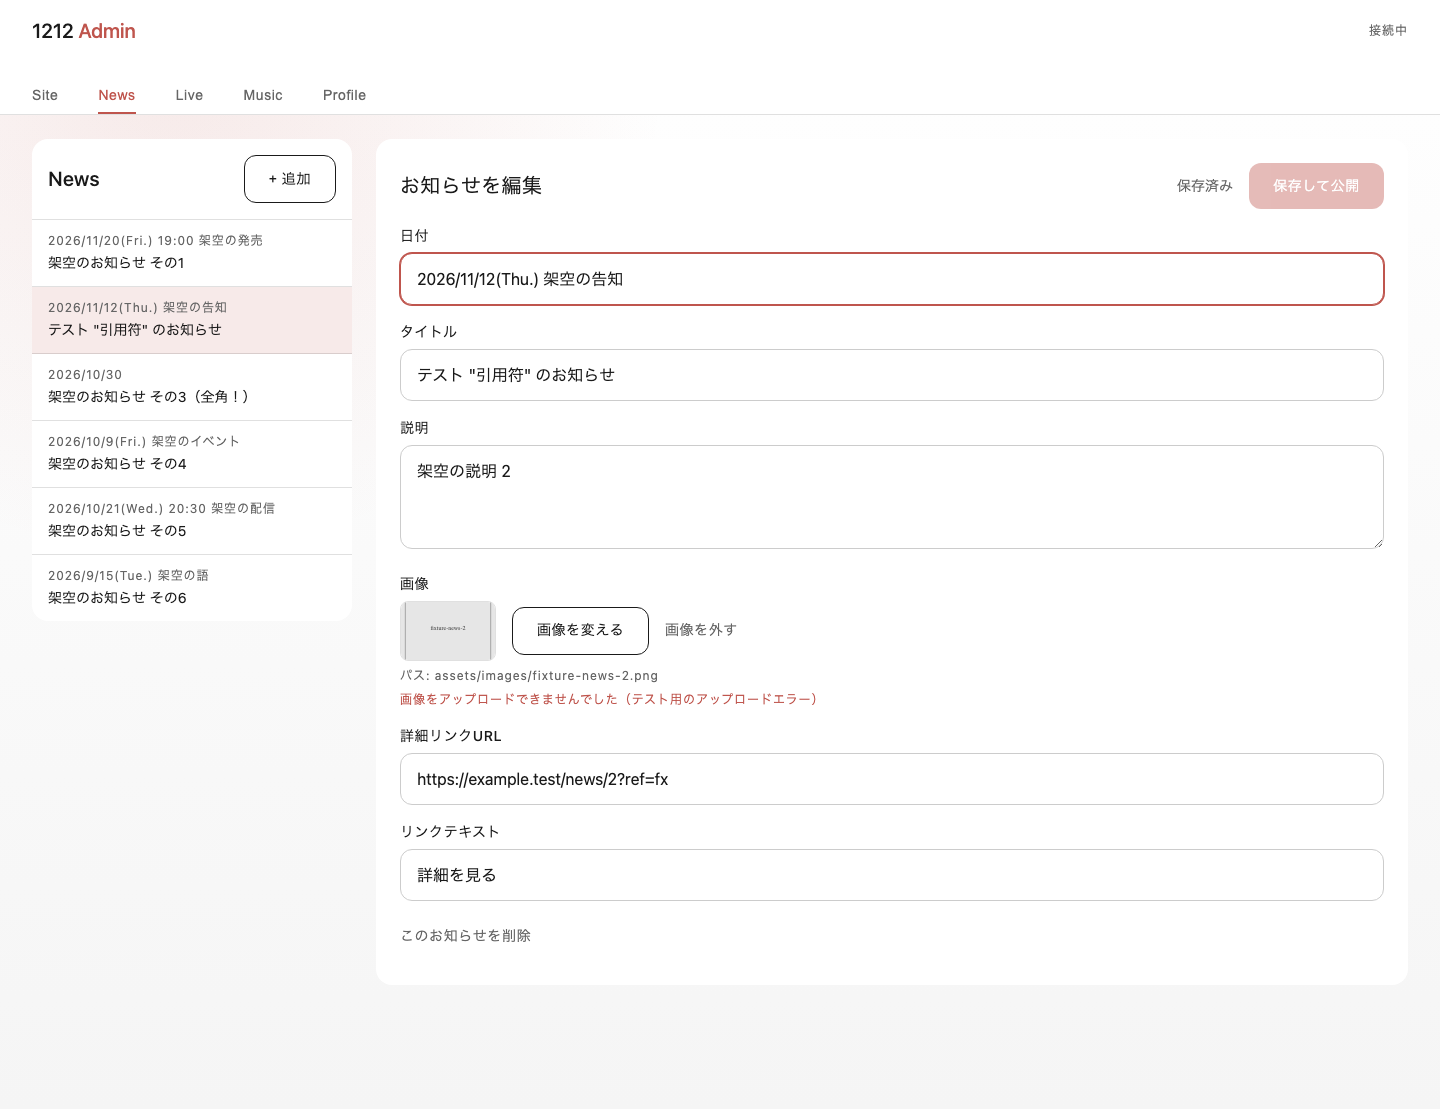 1212 Admin
接続中
Site
News
Live
Music
Profile
News
+ 追加
2026/11/20(Fri.) 19:00 架空の発売
架空のお知らせ その1
2026/11/12(Thu.) 架空の告知
テスト "引用符" のお知らせ
2026/10/30
架空のお知らせ その3（全角！）
2026/10/9(Fri.) 架空のイベント
架空のお知らせ その4
2026/10/21(Wed.) 20:30 架空の配信
架空のお知らせ その5
2026/9/15(Tue.) 架空の語
架空のお知らせ その6
お知らせを編集
保存済み
保存して公開
日付
2026/11/12(Thu.) 架空の告知
タイトル
テスト "引用符" のお知らせ
説明
架空の説明 2
画像
fixture-news-2
画像を変える
画像を外す
パス: assets/images/fixture-news-2.png
画像をアップロードできませんでした（テスト用のアップロードエラー）
詳細リンクURL
https://example.test/news/2?ref=fx
リンクテキスト
詳細を見る
このお知らせを削除